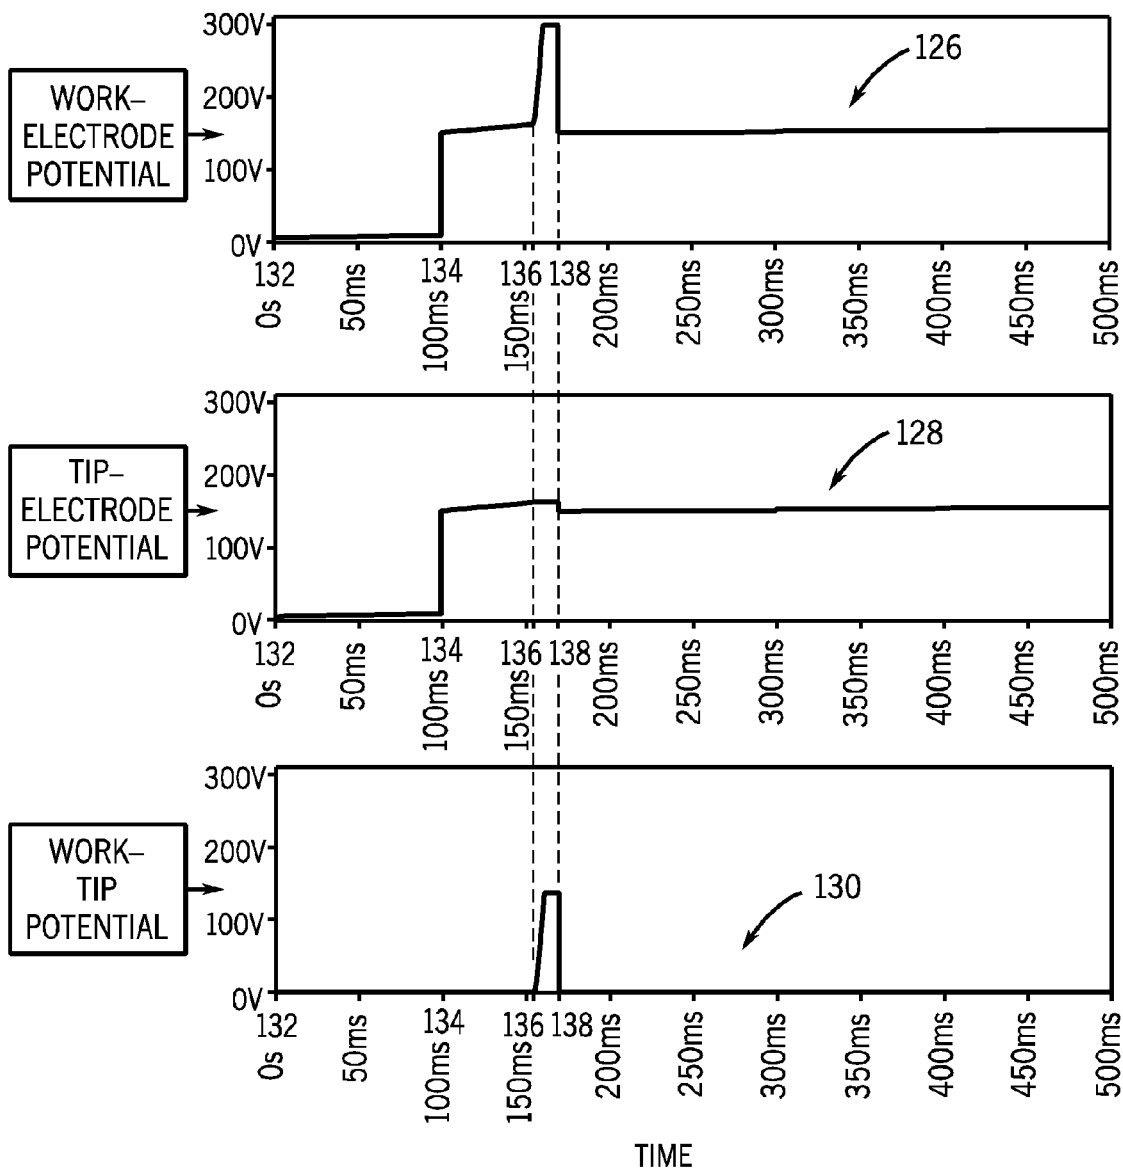 300V
200V
100V
0V
WORK–
ELECTRODE
POTENTIAL
126
132 134 136 138
0s 50ms 100ms 150ms 200ms 250ms 300ms 350ms 400ms 450ms 500ms
300V
200V
100V
0V
TIP–
ELECTRODE
POTENTIAL
128
132 134 136 138
0s 50ms 100ms 150ms 200ms 250ms 300ms 350ms 400ms 450ms 500ms
300V
200V
100V
0V
WORK–
TIP
POTENTIAL
130
132 134 136 138
0s 50ms 100ms 150ms 200ms 250ms 300ms 350ms 400ms 450ms 500ms
TIME